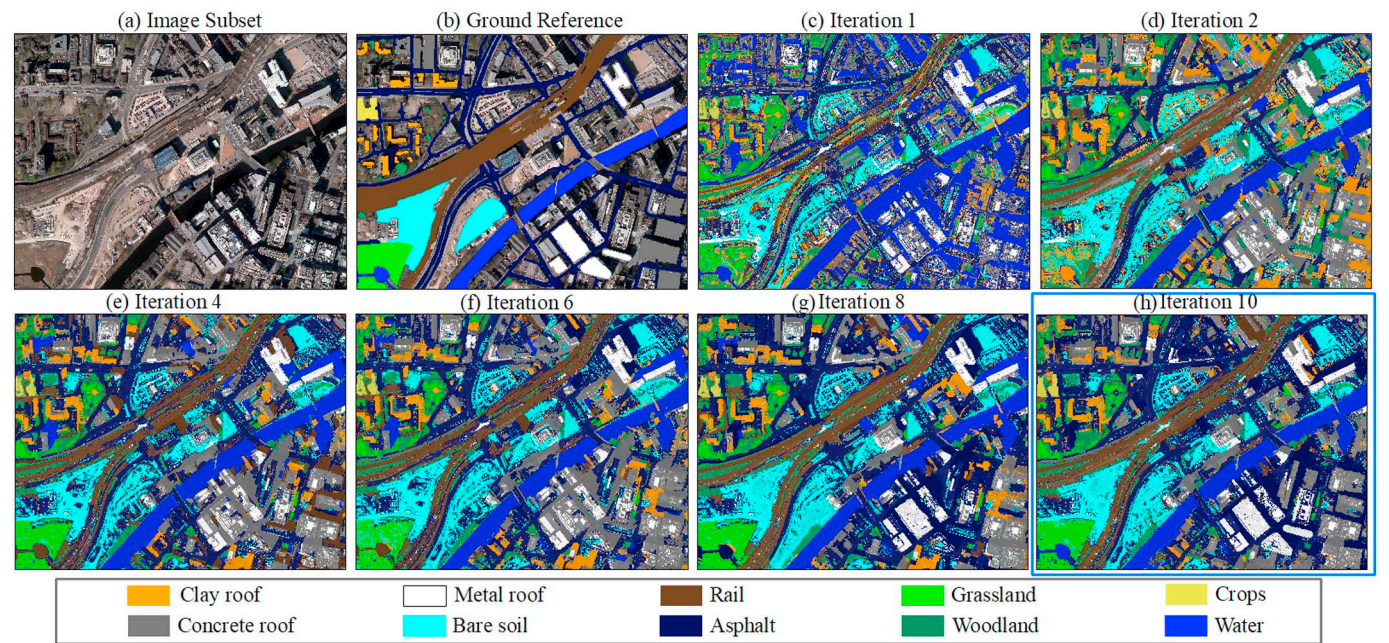 (a) Image Subset
(b) Ground Reference
(c) Iteration 1
(d) Iteration 2
(e) Iteration 4
(f) Iteration 6
(g) Iteration 8
(h) Iteration 10
Clay roof
Metal roof
Rail
Grassland
Crops
Concrete roof
Bare soil
Asphalt
Woodland
Water